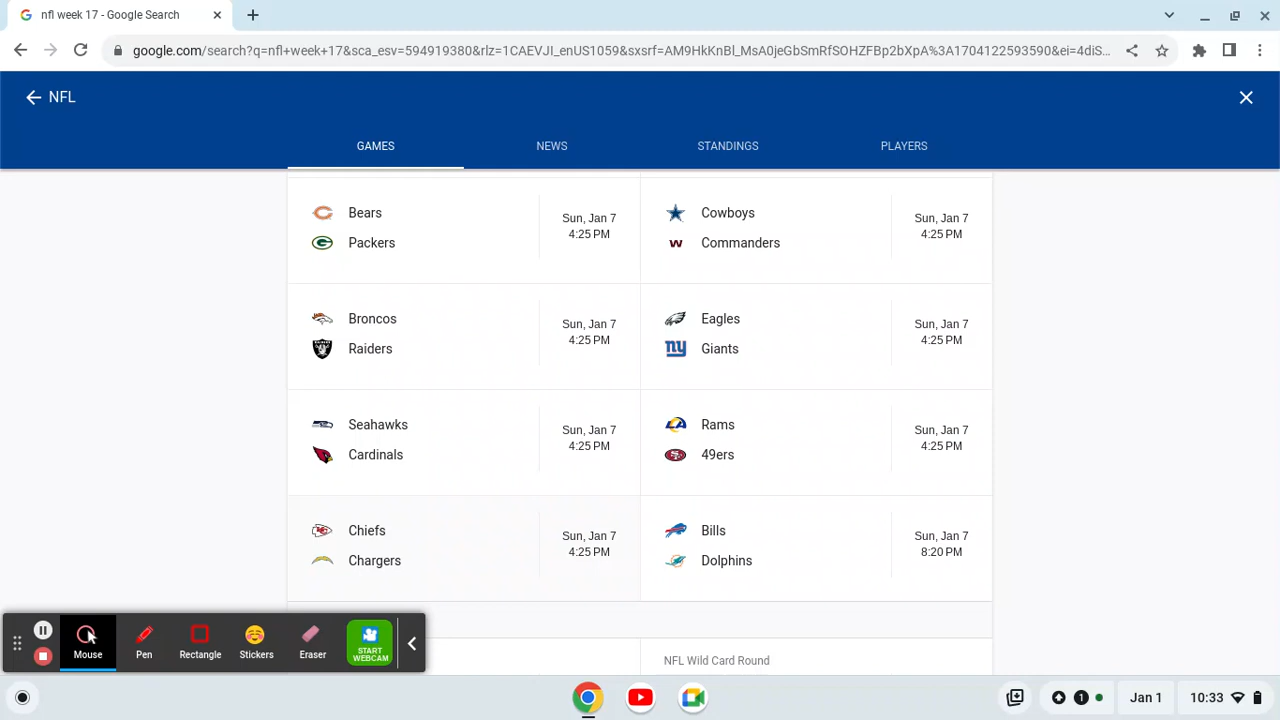 nfl week 17 - Google Search
google.com/search?q=nfl+week+17&sca_esv=594919380&rlz=1CAEVJI_enUS1059&sxsrf=AM9HkKnBl_MsA0jeGbSmRfSOHZFBp2bXpA%3A1704122593590&ei=4diS...
NFL
GAMES NEWS STANDINGS PLAYERS
Bears
Packers
Sun, Jan 7
4:25 PM
Cowboys
Commanders
Sun, Jan 7
4:25 PM
Broncos
Raiders
Sun, Jan 7
4:25 PM
Eagles
Giants
Sun, Jan 7
4:25 PM
Seahawks
Cardinals
Sun, Jan 7
4:25 PM
Rams
49ers
Sun, Jan 7
4:25 PM
Chiefs
Chargers
Sun, Jan 7
4:25 PM
Bills
Dolphins
Sun, Jan 7
8:20 PM
NFL Wild Card Round
Mouse Pen Rectangle Stickers Eraser
START
WEBCAM
1 Jan 1 10:33